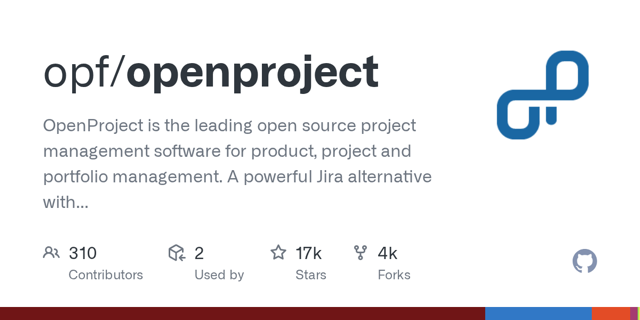 opf/openproject
OpenProject is the leading open source project
management software for product, project and
portfolio management. A powerful Jira alternative
with...
310 2 17k 4k
Contributors Used by Stars Forks